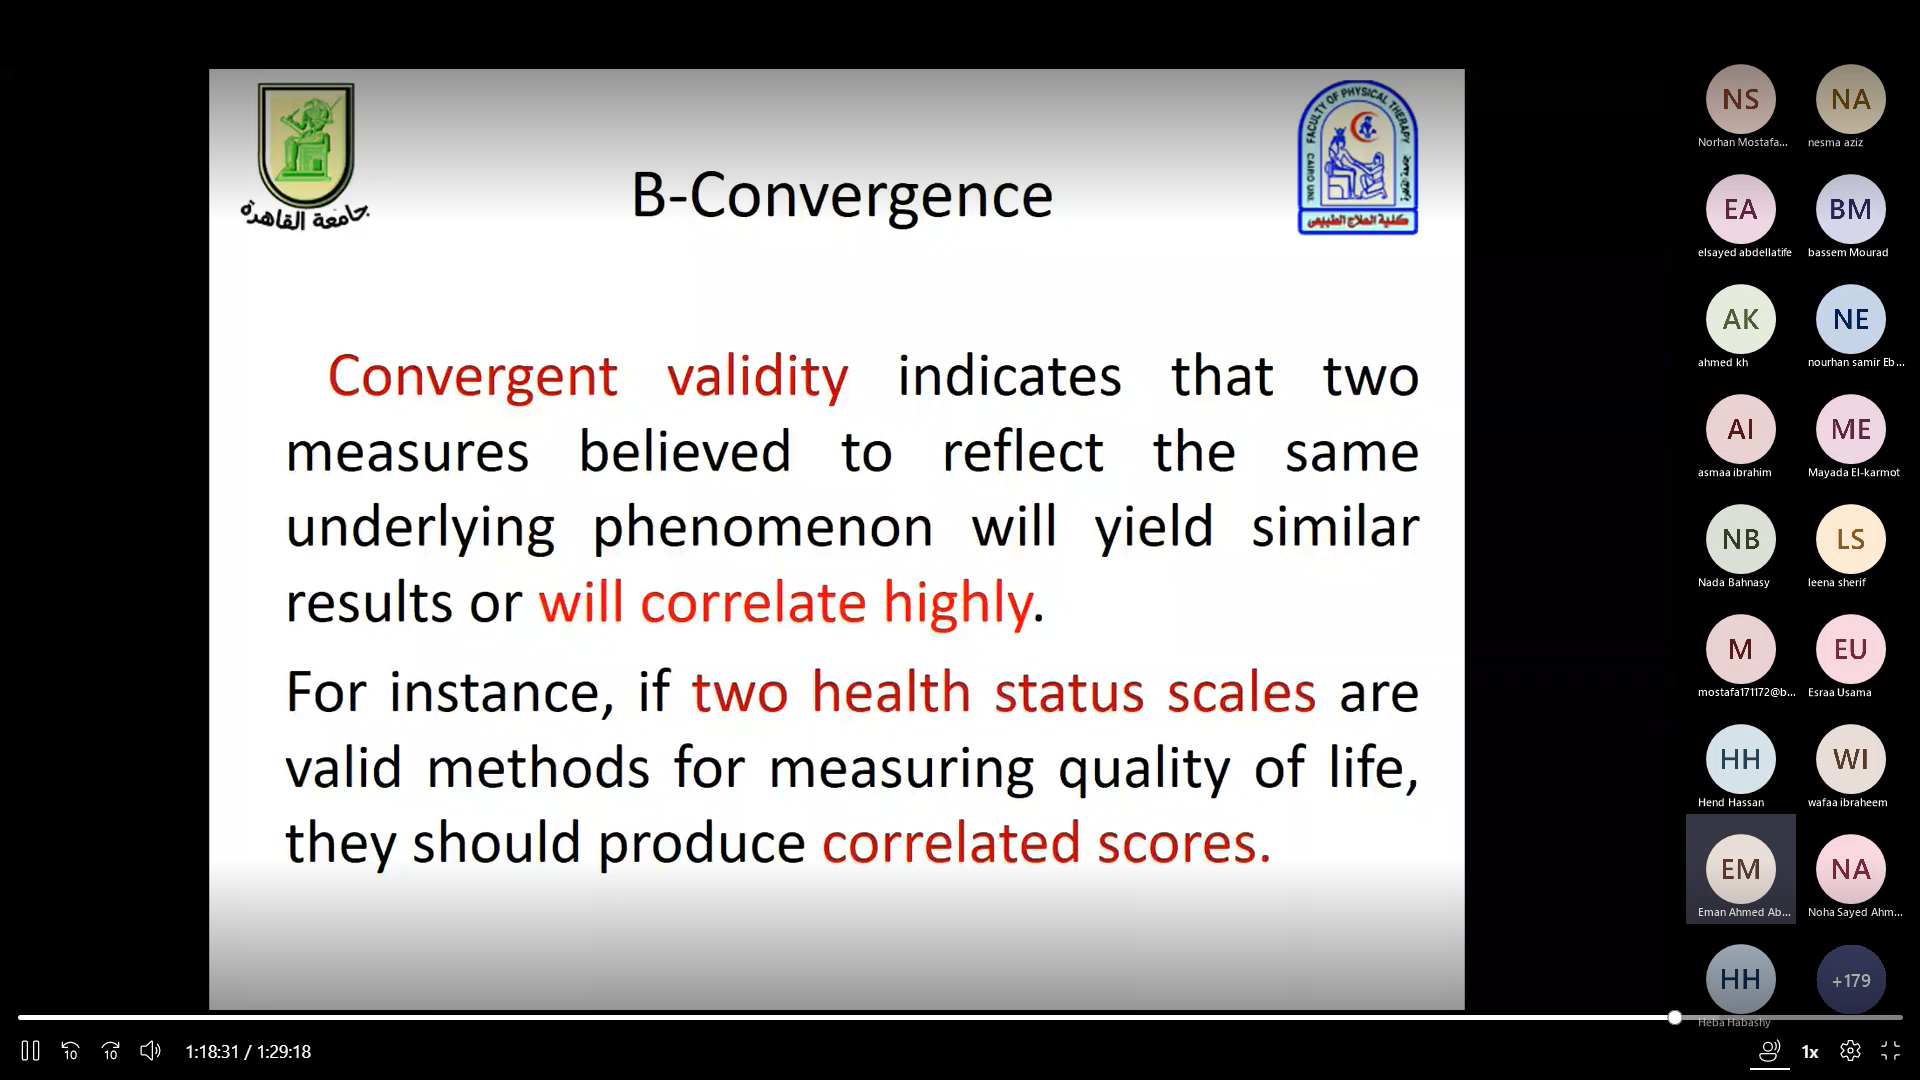 جامعة القاهرة
FACULTY OF PHYSICAL THERAPY
CAIRO UNI.
كلية العلاج الطبيعى
B-Convergence
Convergent validity indicates that two
measures believed to reflect the same
underlying phenomenon will yield similar
results or will correlate highly.
For instance, if two health status scales are
valid methods for measuring quality of life,
they should produce correlated scores.
NS
Norhan Mostafa...
NA
nesma aziz
EA
elsayed abdellatife
BM
bassem Mourad
AK
ahmed kh
NE
nourhan samir Eb...
AI
asmaa ibrahim
ME
Mayada El-karmot
NB
Nada Bahnasy
LS
leena sherif
M
mostafa171172@b...
EU
Esraa Usama
HH
Hend Hassan
WI
wafaa ibraheem
EM
Eman Ahmed Ab...
NA
Noha Sayed Ahm...
HH
Heba Habashy
+179
10
10
1:18:31 / 1:29:18
1x